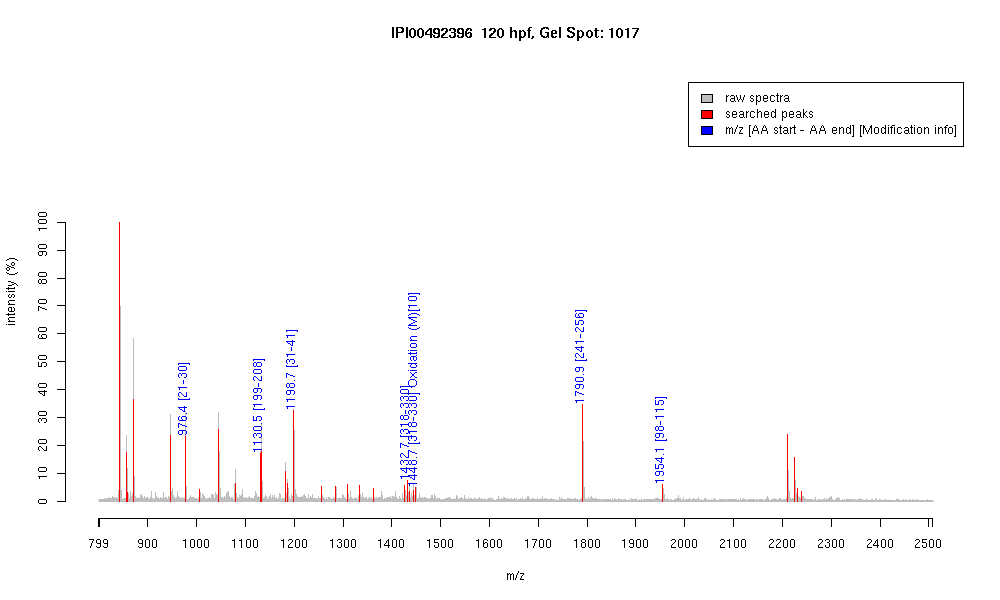 IPI00492396 120 hpf, Gel Spot: 1017
raw spectra
searched peaks
m/z [AA start - AA end] [Modification info]
intensity (%)
100
90
80
70
60
50
40
30
20
10
0
976.4 [21-30]
1130.5 [199-208]
1198.7 [31-41]
1432.7 [318-330]
1448.7 [318-330] Oxidation (M)[10]
1790.9 [241-256]
1954.1 [98-115]
799 900 1000 1100 1200 1300 1400 1500 1600 1700 1800 1900 2000 2100 2200 2300 2400 2500
m/z